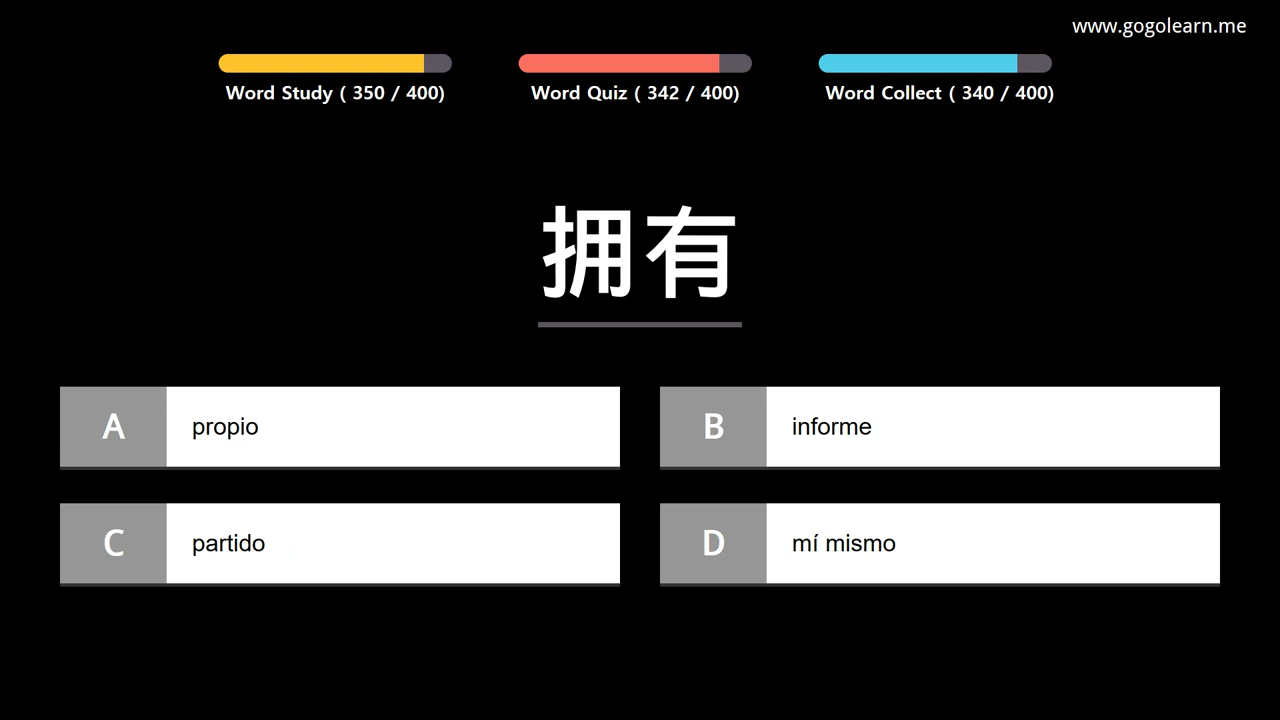 www.gogolearn.me
Word Study ( 350 / 400)
Word Quiz ( 342 / 400)
Word Collect ( 340 / 400)
拥有
A propio
B informe
C partido
D mí mismo